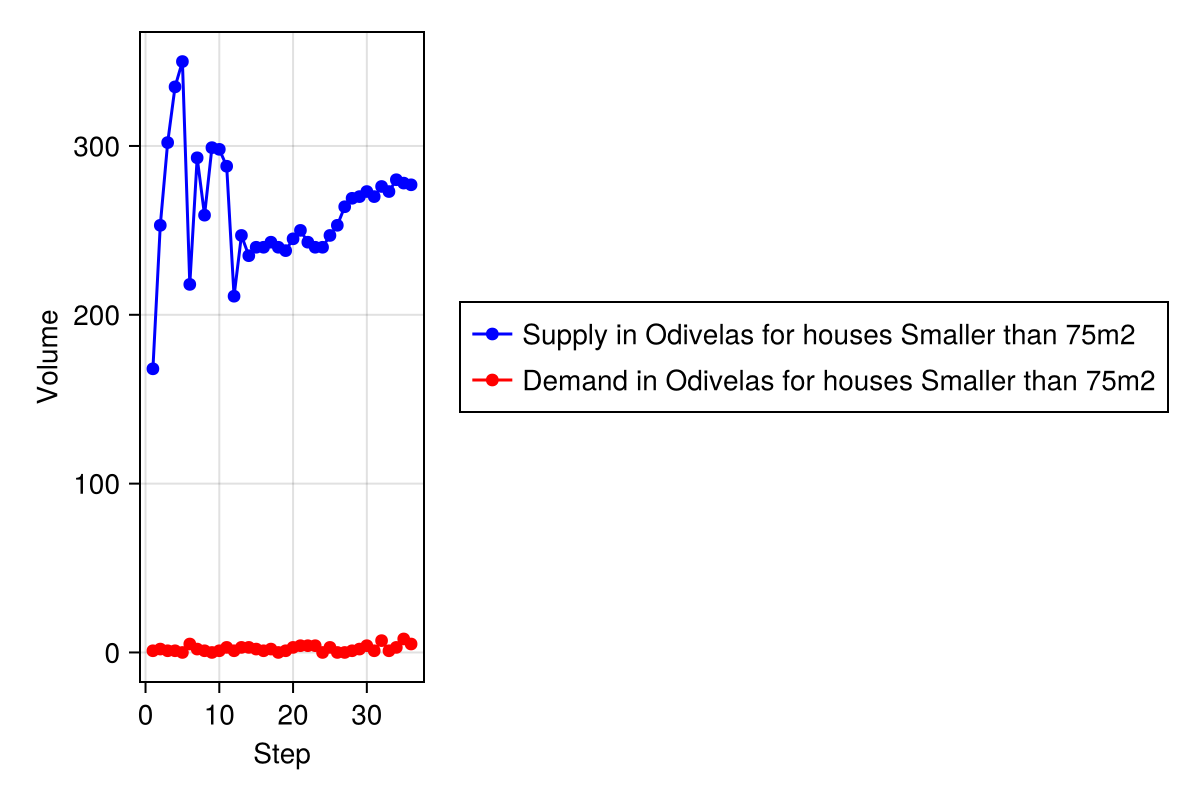 Volume
300
200
100
0
0 10 20 30
Step
Supply in Odivelas for houses Smaller than 75m2
Demand in Odivelas for houses Smaller than 75m2